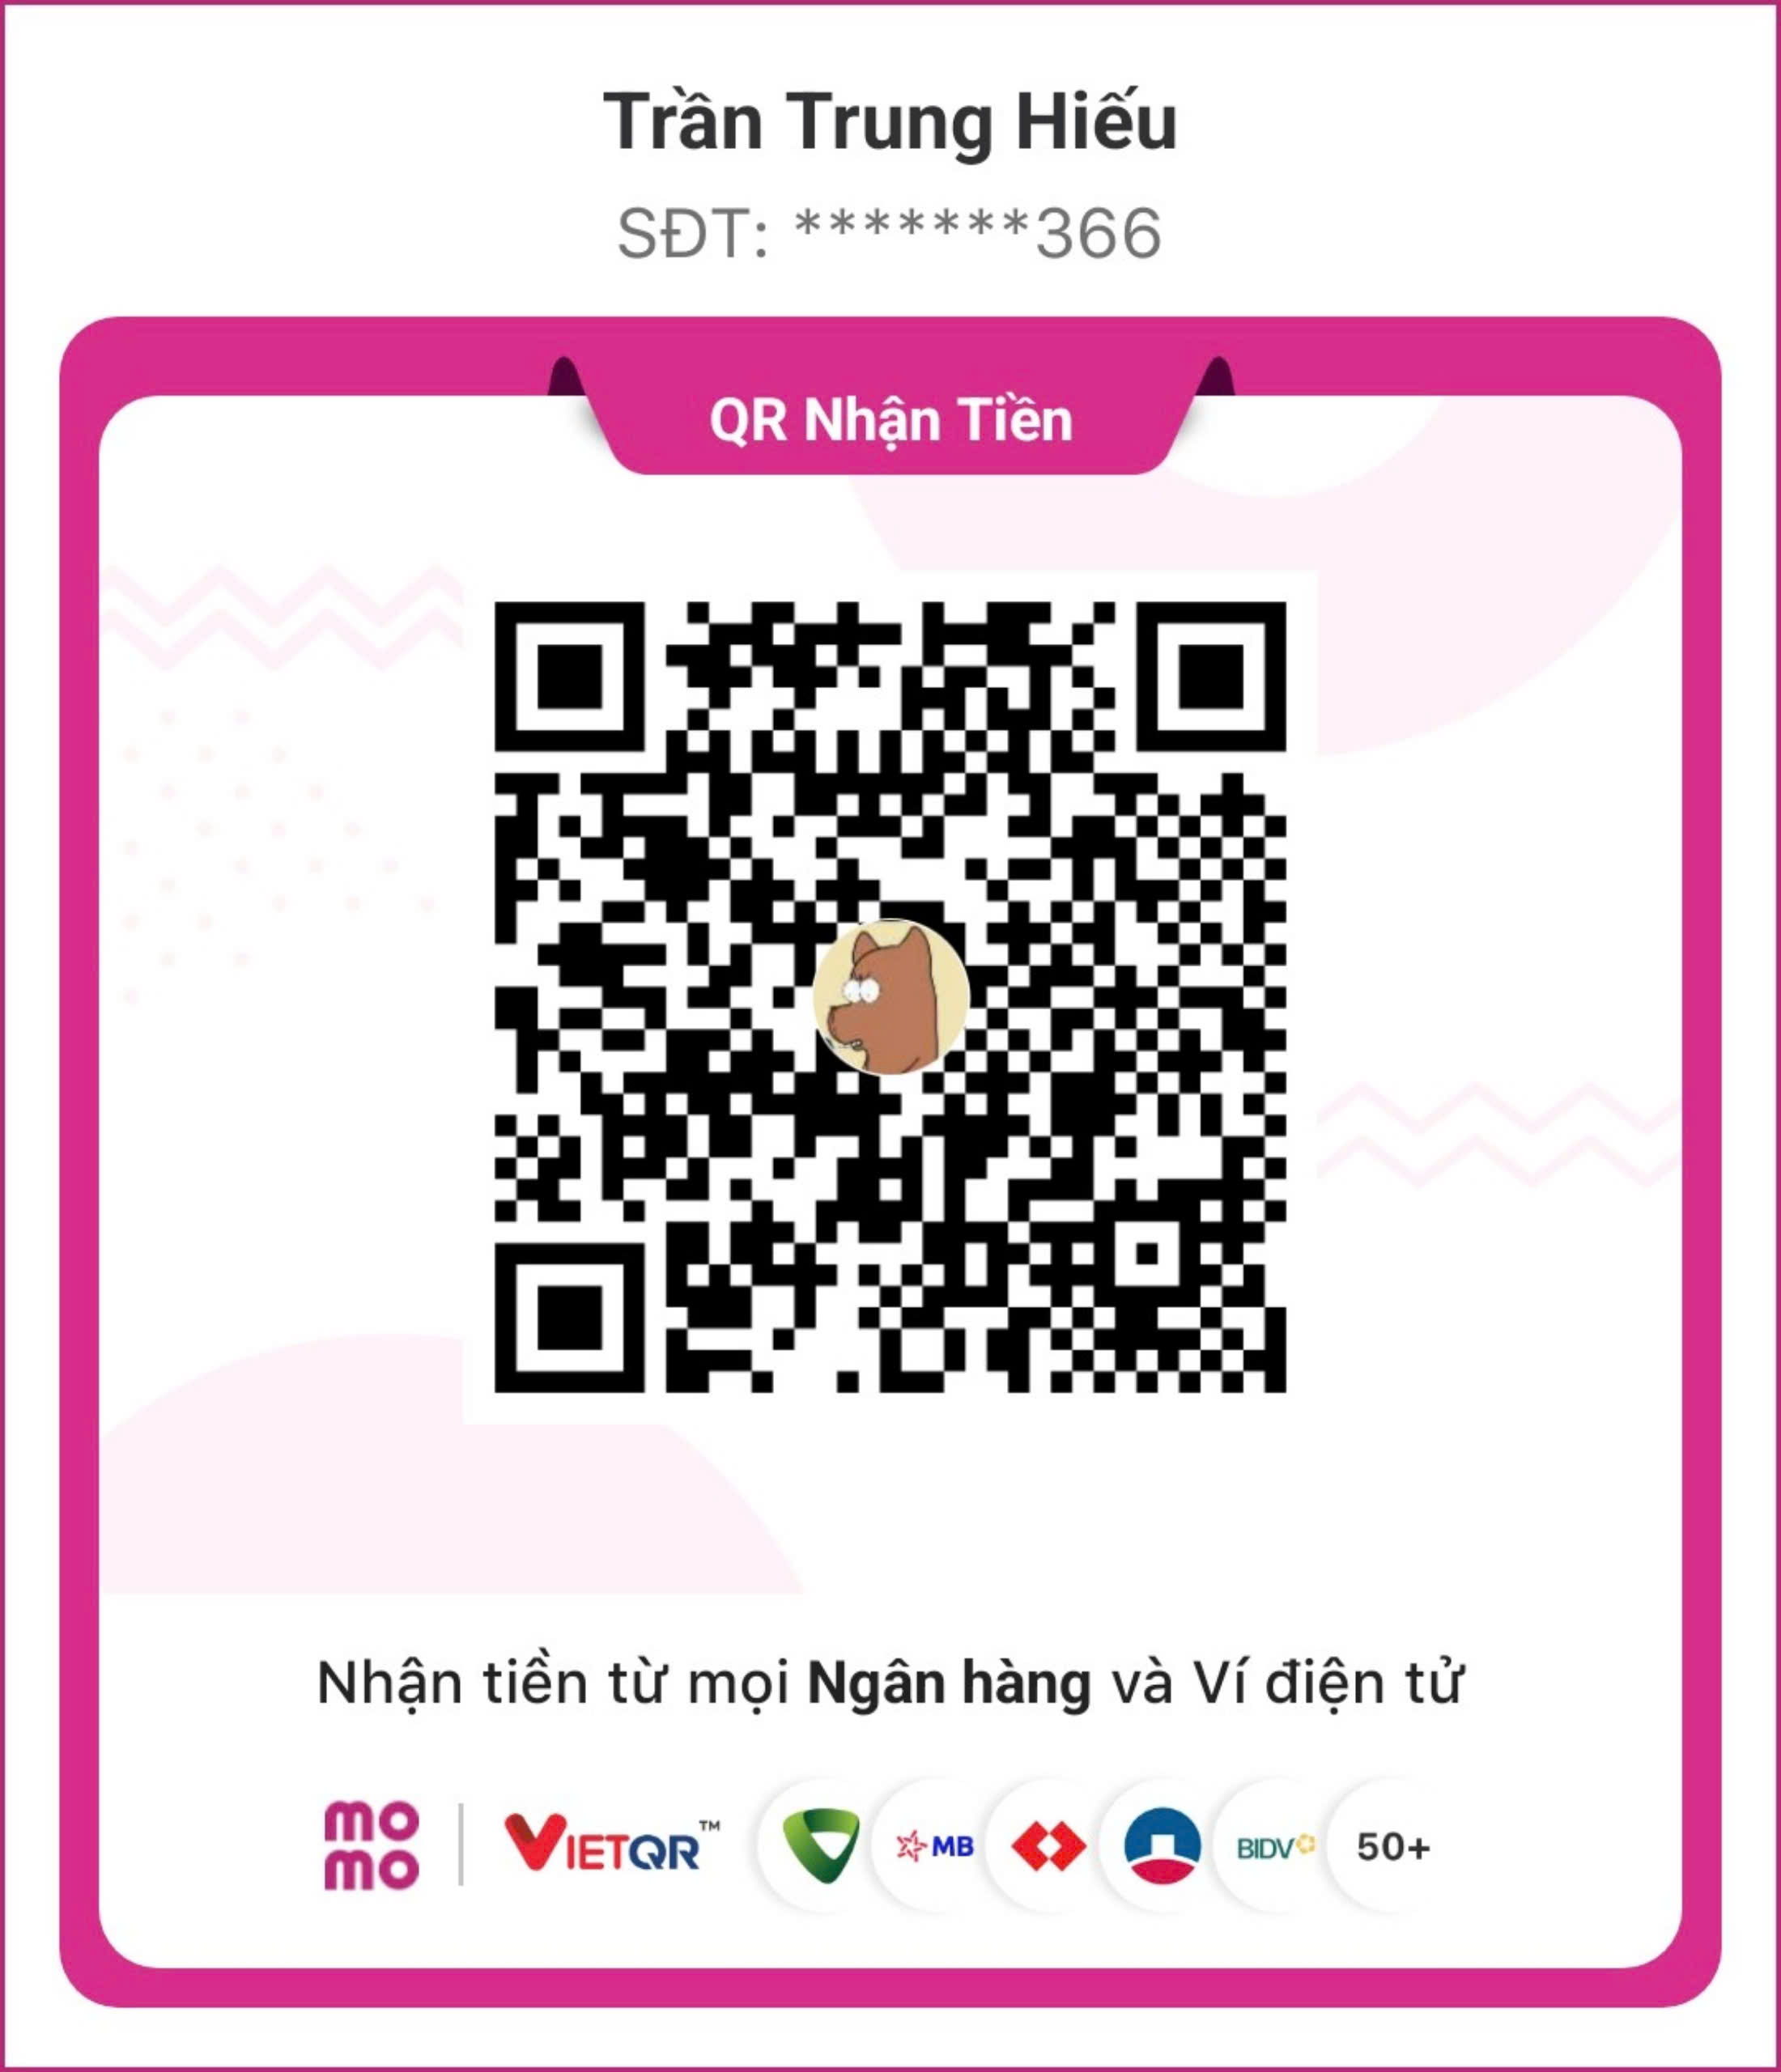 Trần Trung Hiếu
SĐT: *******366
QR Nhận Tiền
Nhận tiền từ mọi Ngân hàng và Ví điện tử
mo
mo
VIETQR™
MB
BIDV
50+